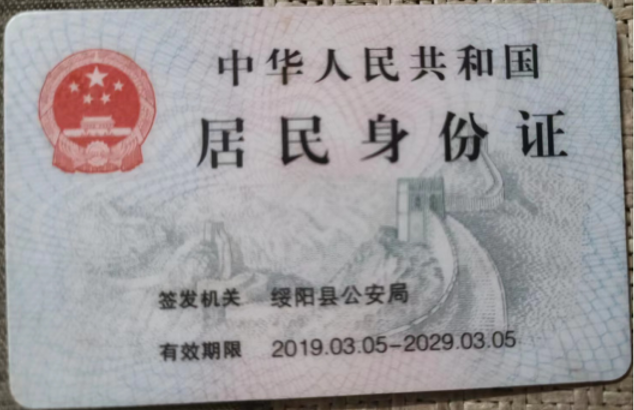 中华人民共和国
居民身份证
签发机关 绥阳县公安局
有效期限 2019.03.05-2029.03.05